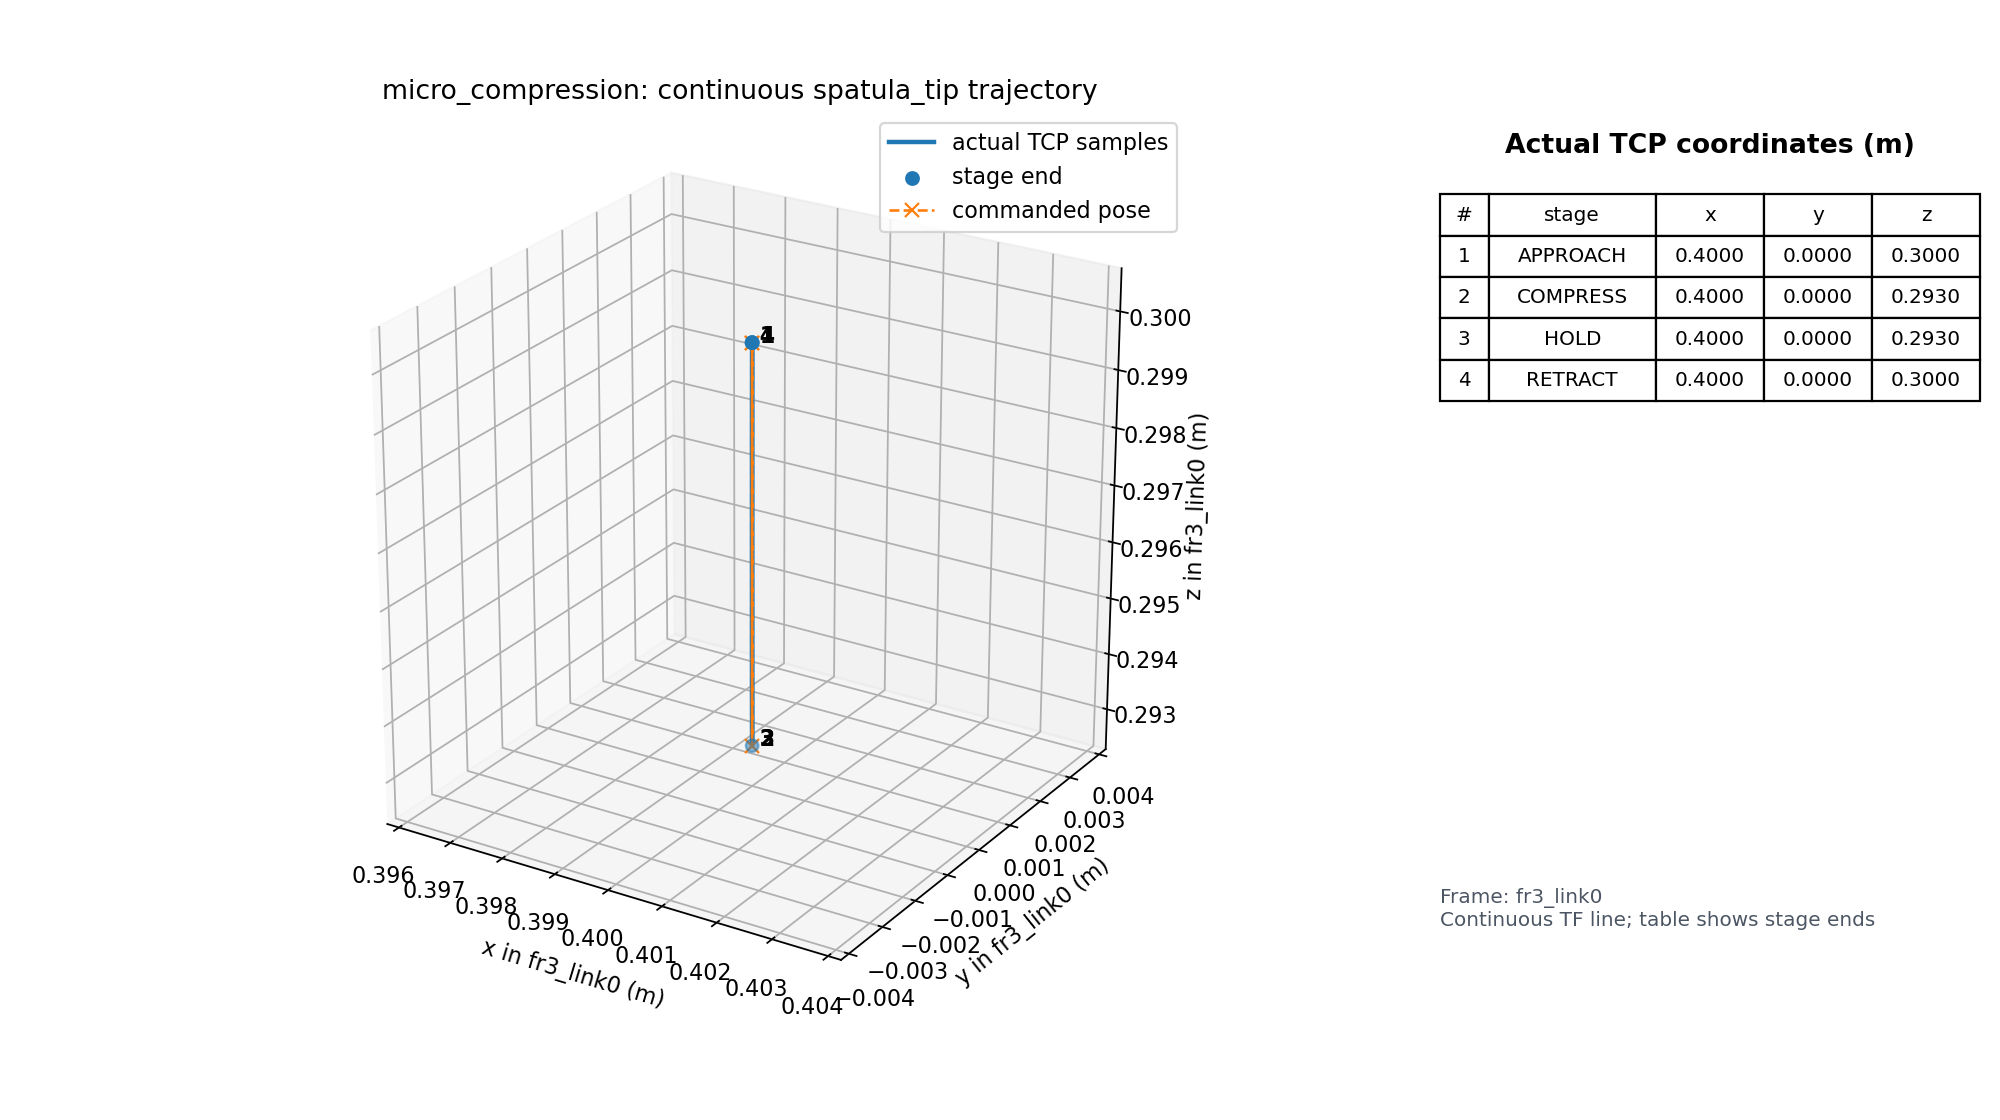 micro_compression: continuous spatula_tip trajectory
actual TCP samples
stage end
commanded pose
0.300
0.299
0.298
0.297
0.296
0.295
0.294
0.293
z in fr3_link0 (m)
0.396
0.397
0.398
0.399
0.400
0.401
0.402
0.403
0.404
x in fr3_link0 (m)
0.004
0.003
0.002
0.001
0.000
−0.001
−0.002
−0.003
−0.004
y in fr3_link0 (m)
Actual TCP coordinates (m)
# stage x y z
1 APPROACH 0.4000 0.0000 0.3000
2 COMPRESS 0.4000 0.0000 0.2930
3 HOLD 0.4000 0.0000 0.2930
4 RETRACT 0.4000 0.0000 0.3000
Frame: fr3_link0
Continuous TF line; table shows stage ends